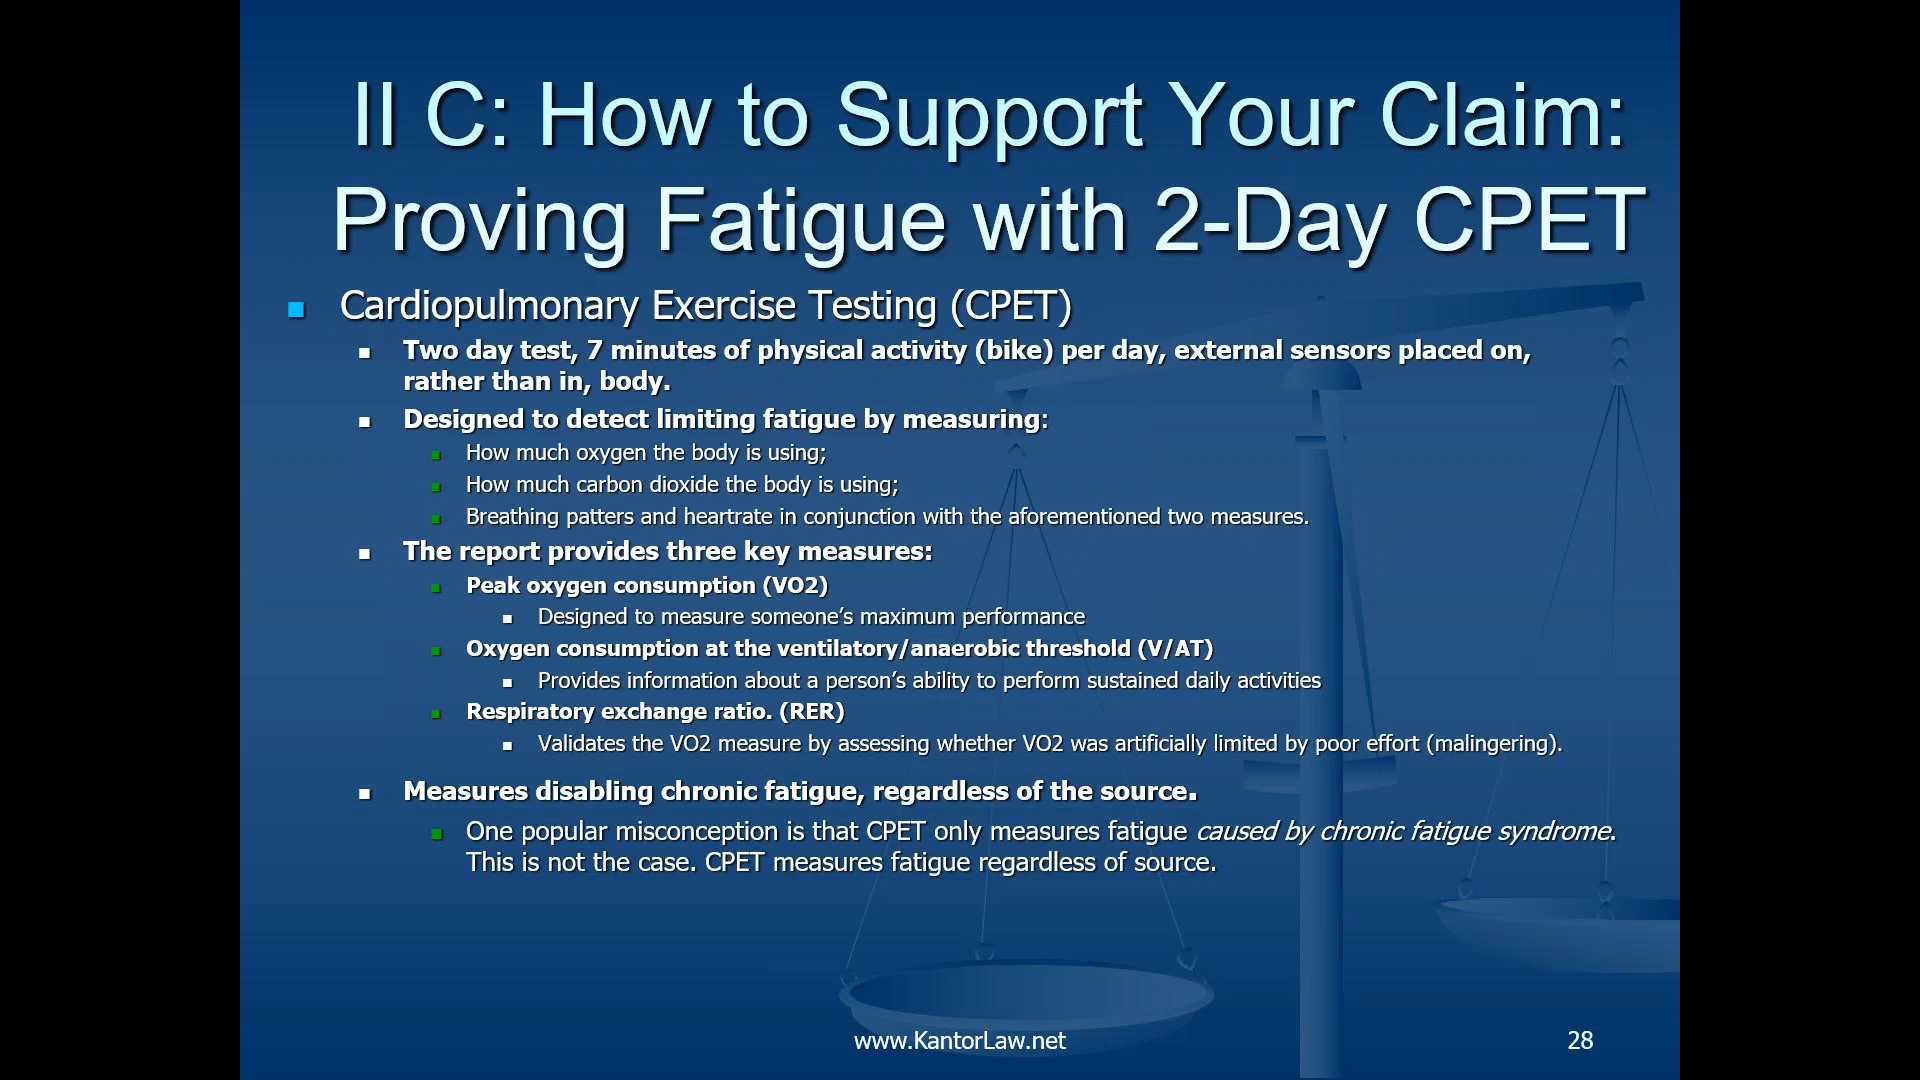 II C: How to Support Your Claim:
Proving Fatigue with 2-Day CPET
Cardiopulmonary Exercise Testing (CPET)
Two day test, 7 minutes of physical activity (bike) per day, external sensors placed on,
rather than in, body.
Designed to detect limiting fatigue by measuring:
How much oxygen the body is using;
How much carbon dioxide the body is using;
Breathing patters and heartrate in conjunction with the aforementioned two measures.
The report provides three key measures:
Peak oxygen consumption (VO2)
Designed to measure someone’s maximum performance
Oxygen consumption at the ventilatory/anaerobic threshold (V/AT)
Provides information about a person’s ability to perform sustained daily activities
Respiratory exchange ratio. (RER)
Validates the VO2 measure by assessing whether VO2 was artificially limited by poor effort (malingering).
Measures disabling chronic fatigue, regardless of the source.
One popular misconception is that CPET only measures fatigue caused by chronic fatigue syndrome.
This is not the case. CPET measures fatigue regardless of source.
www.KantorLaw.net
28